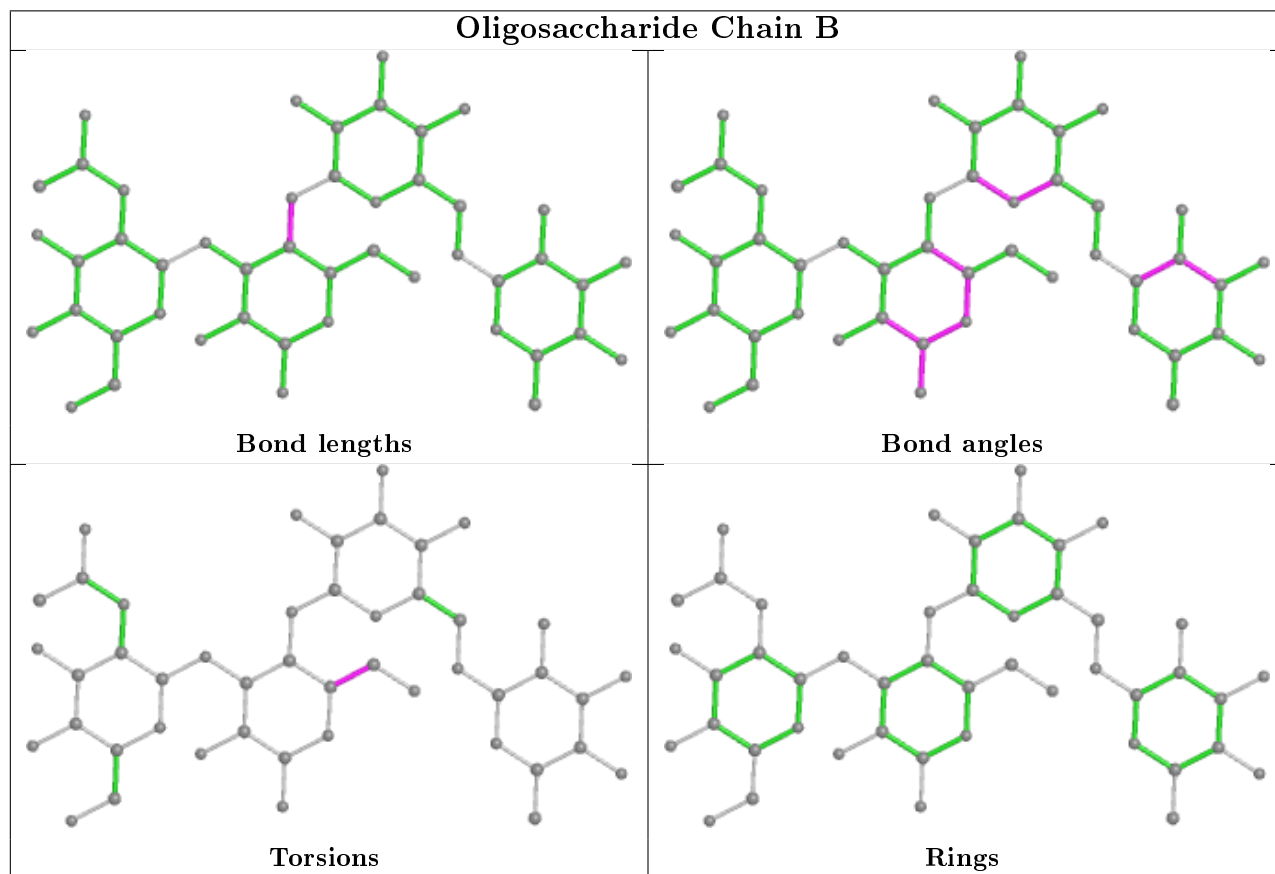 Oligosaccharide Chain B
Bond lengths
Bond angles
Torsions
Rings